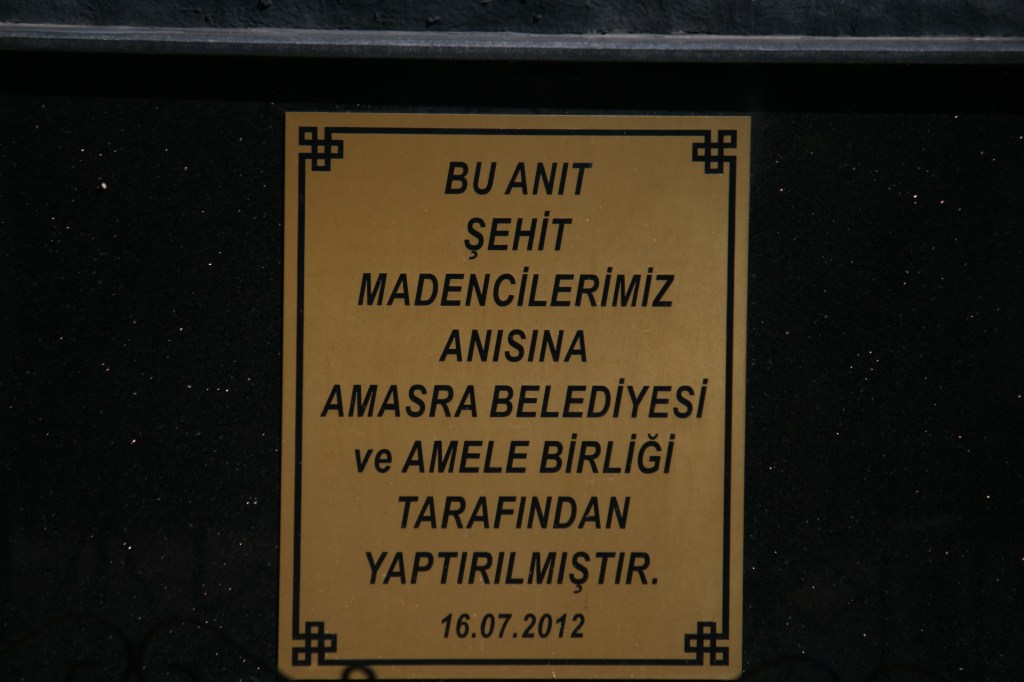 BU ANIT
ŞEHİT
MADENCİLERİMİZ
ANISINA
AMASRA BELEDİYESİ
ve AMELE BİRLİĞİ
TARAFINDAN
YAPTIRILMIŞTIR.
16.07.2012